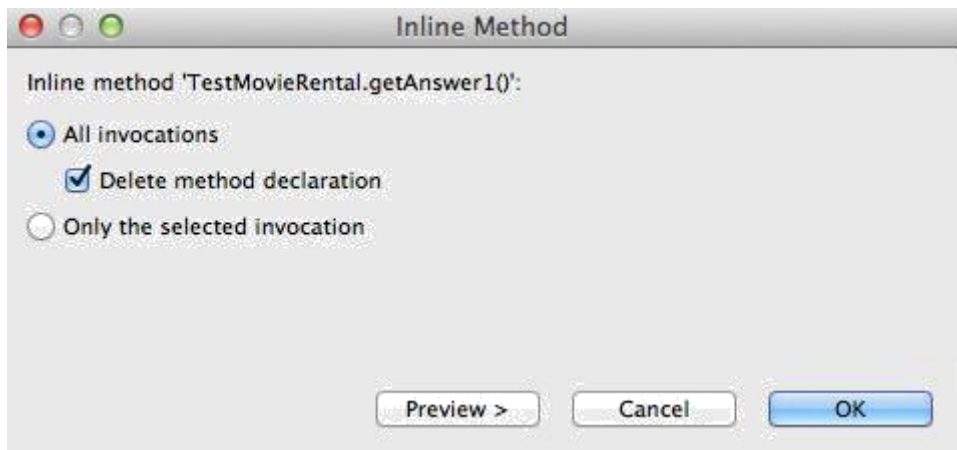 Inline Method
Inline method 'TestMovieRental.getAnswer1()':
All invocations
Delete method declaration
Only the selected invocation
Preview > Cancel OK